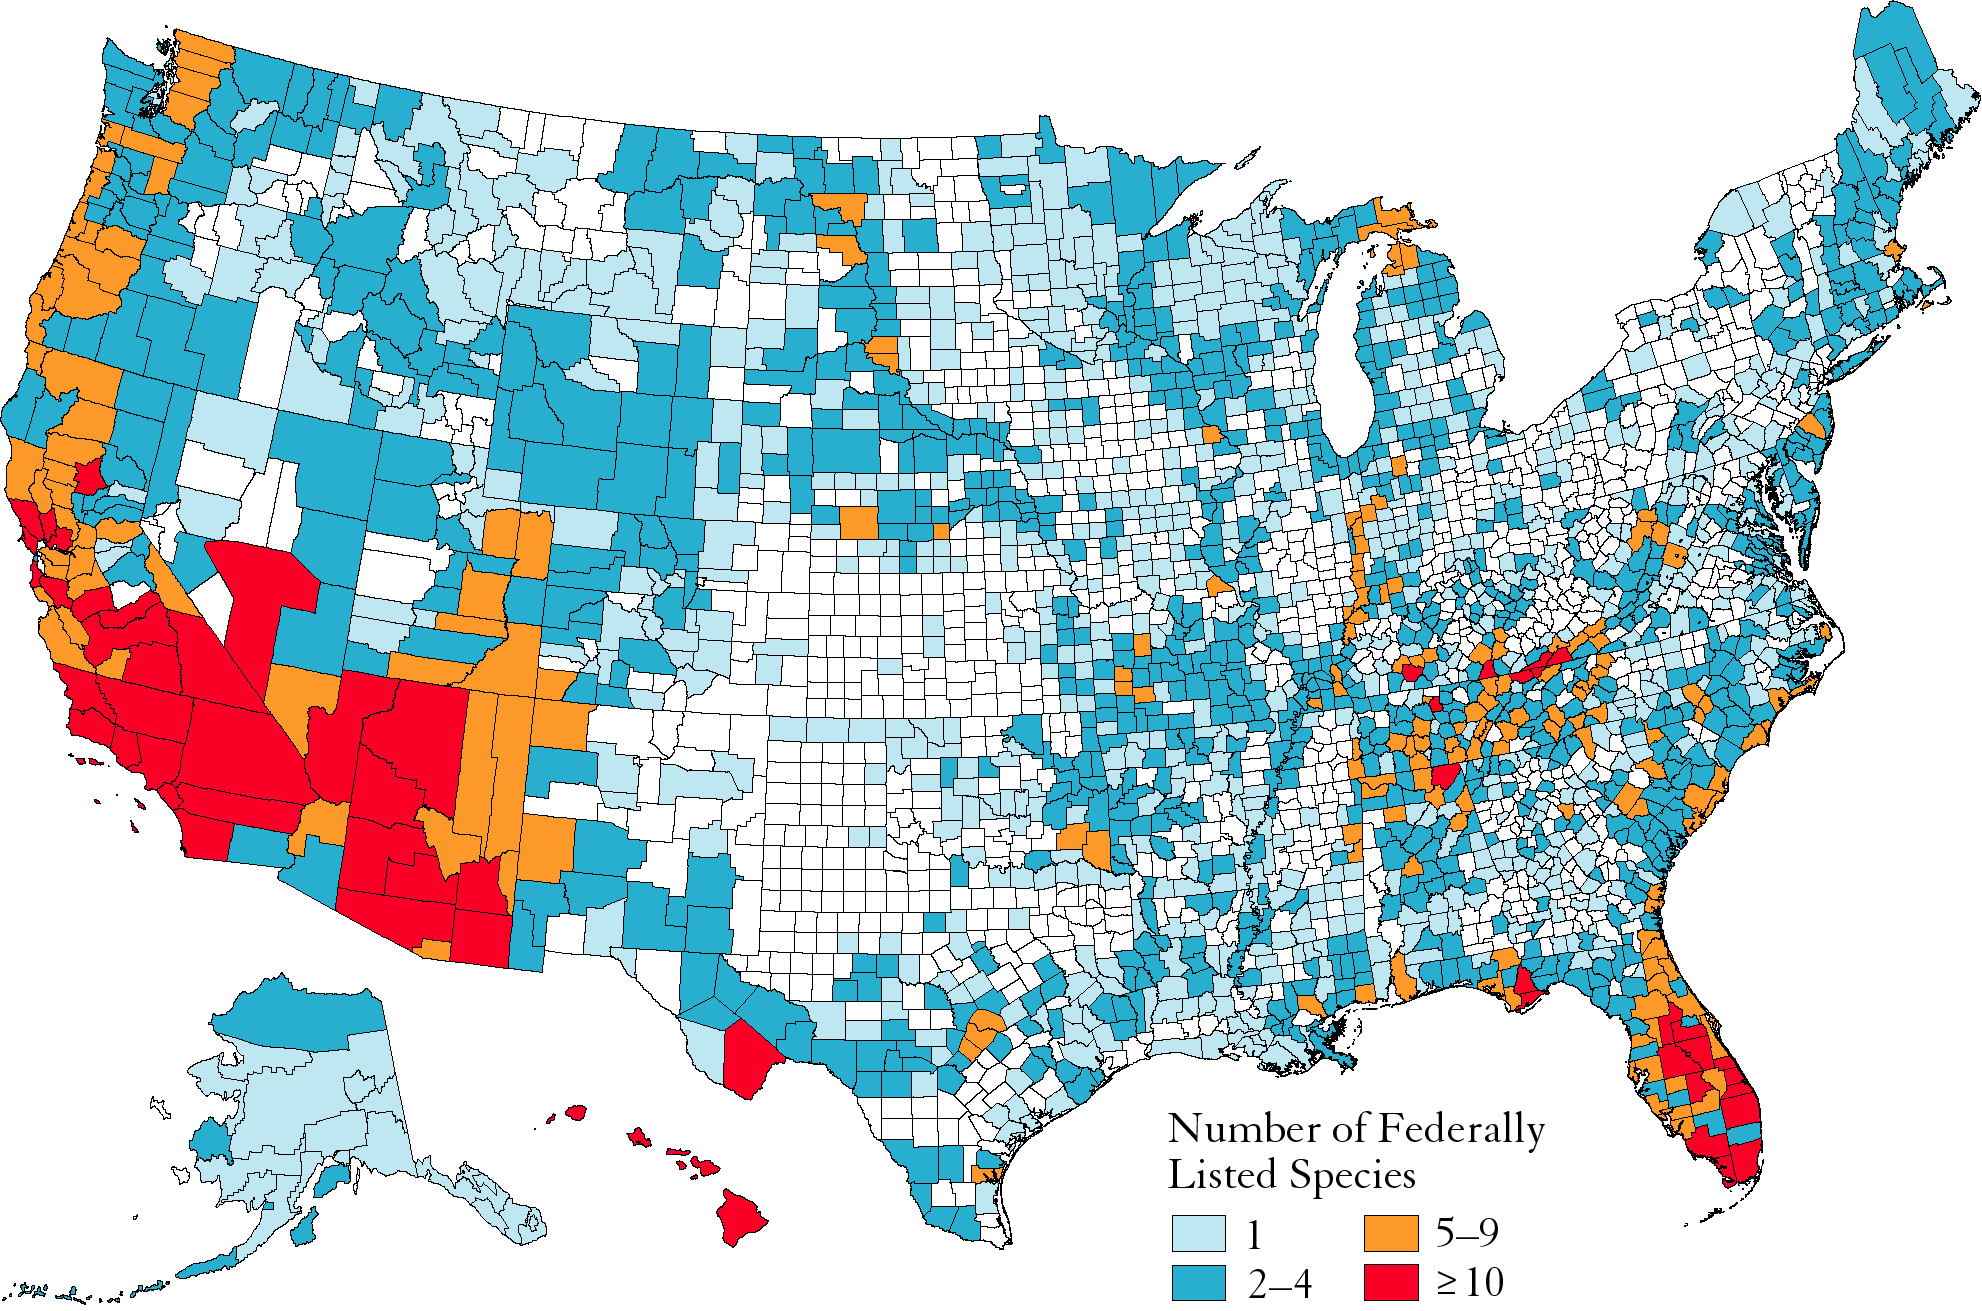 Number of Federally
Listed Species
1
5–9
2–4
≥ 10